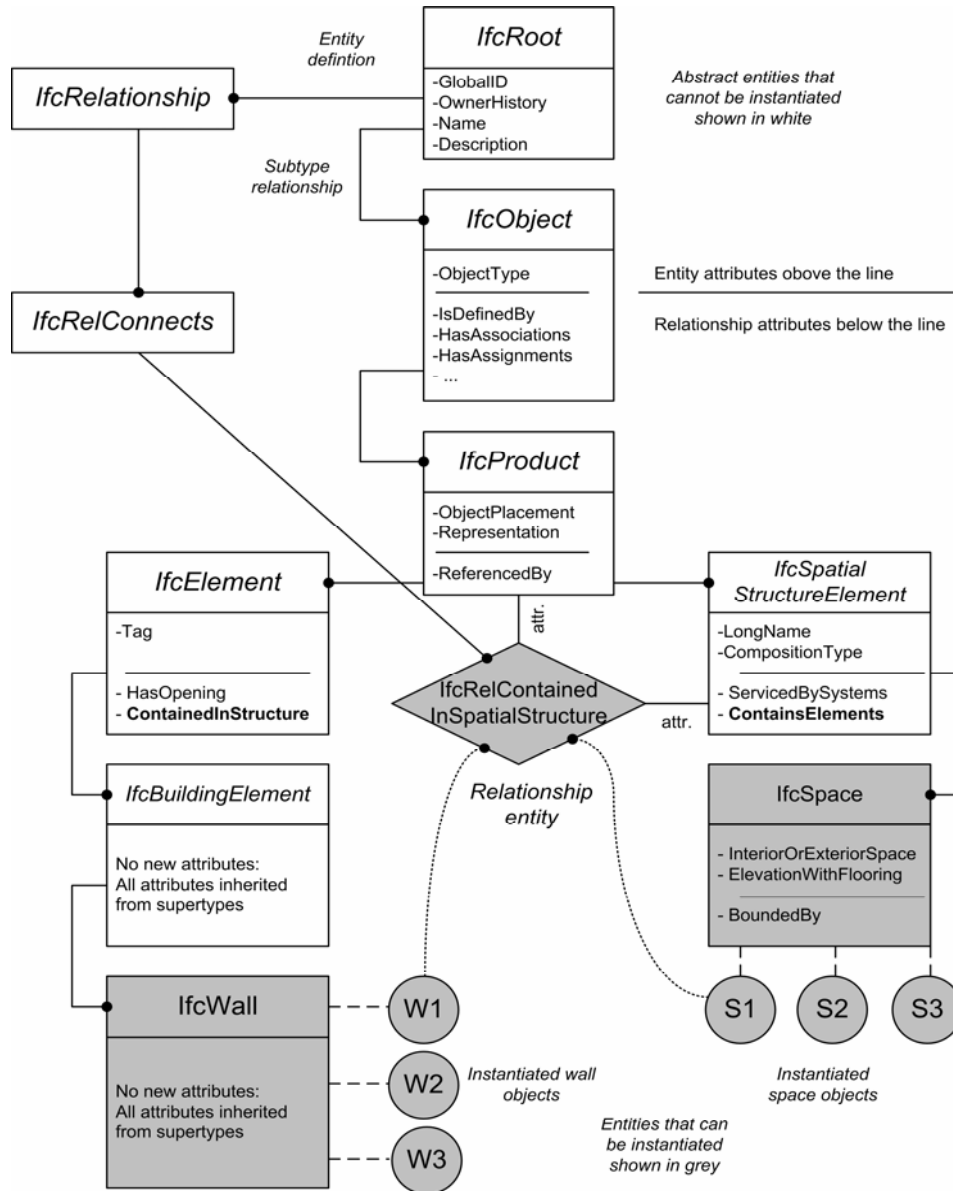 IfcRoot
Entity
defintion
-GlobalID
-OwnerHistory
-Name
-Description
Abstract entities that
cannot be instantiated
shown in white
IfcRelationship
Subtype
relationship
IfcObject
-ObjectType
-IsDefinedBy
-HasAssociations
-HasAssignments
- ...
Entity attributes obove the line
Relationship attributes below the line
IfcRelConnects
IfcProduct
-ObjectPlacement
-Representation
-ReferencedBy
IfcElement
-Tag
- HasOpening
- ContainedInStructure
attr.
IfcRelContained
InSpatialStructure
attr.
IfcSpatial
StructureElement
-LongName
-CompositionType
- ServicedBySystems
- ContainsElements
Relationship
entity
IfcBuildingElement
No new attributes:
All attributes inherited
from supertypes
IfcSpace
- InteriorOrExteriorSpace
- ElevationWithFlooring
- BoundedBy
IfcWall
No new attributes:
All attributes inherited
from supertypes
W1
W2
W3
Instantiated wall
objects
S1
S2
S3
Instantiated
space objects
Entities that can
be instantiated
shown in grey